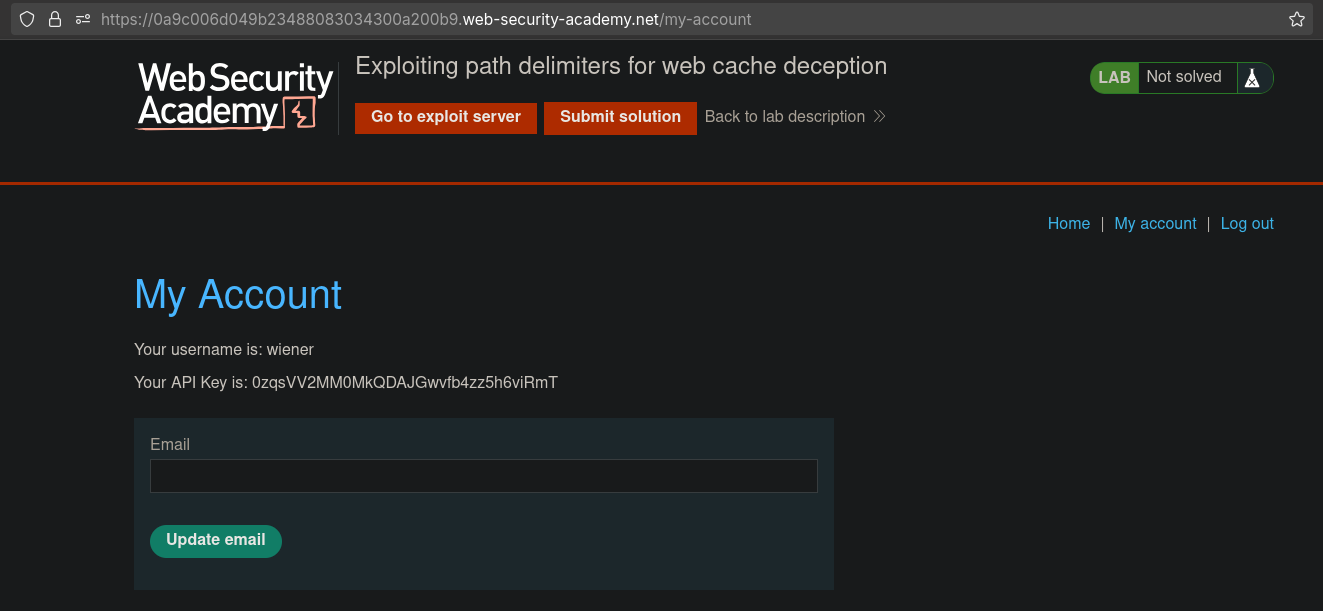 https://0a9c006d049b23488083034300a200b9.web-security-academy.net/my-account
Web Security
Academy
Exploiting path delimiters for web cache deception
Go to exploit server
Submit solution
Back to lab description
LAB Not solved
Home | My account | Log out
My Account
Your username is: wiener
Your API Key is: 0zqsVV2MM0MkQDAJGwvfb4zz5h6viRmT
Email
Update email